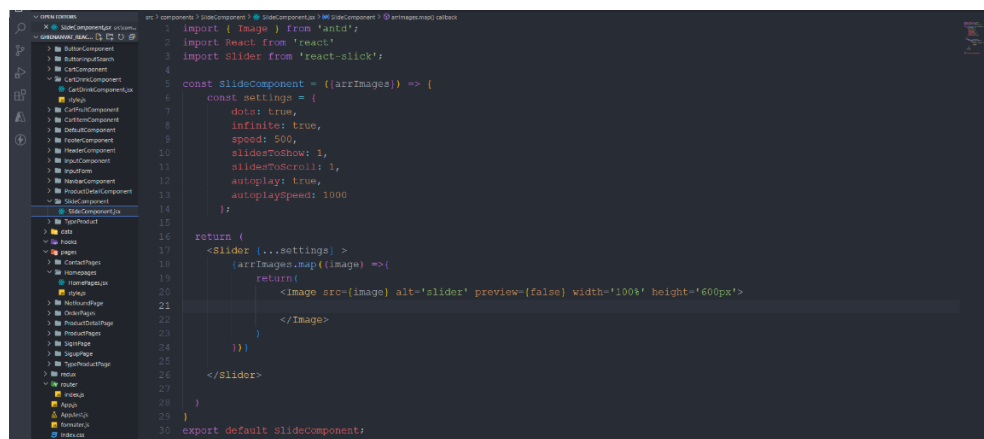 OPEN EDITORS
SlideComponent.jsx src\com...
ButtonComponent
ButtonInputSearch
CartComponent
CartDrinkComponent
CartDrinkComponent.jsx
style.js
CartFruitComponent
CartItemComponent
DefaultComponent
FooterComponent
HeaderComponent
InputComponent
InputForm
NavbarComponent
ProductDetailComponent
SlideComponent
SlideComponent.jsx
TypeProduct
data
hooks
pages
ContactPages
Homepages
HomePages.jsx
style.js
NotfoundPage
OrderPages
ProductDetailPage
ProductPages
SiginPage
SigupPage
TypeProductPage
redux
router
index.js
App.js
App.test.js
formater.js
index.css
src > components > SlideComponent > SlideComponent.jsx > SlideComponent > arrImages.map() callback
1 import { Image } from 'antd';
2 import React from 'react'
3 import Slider from 'react-slick';
4
5 const SlideComponent = ({arrImages}) => {
6 const settings = {
7 dots: true,
8 infinite: true,
9 speed: 500,
10 slidesToShow: 1,
11 slidesToScroll: 1,
12 autoplay: true,
13 autoplaySpeed: 1000
14 };
15
16 return (
17 <Slider {...settings} >
18 {arrImages.map((image) =>{
19 return(
20 <Image src={image} alt='slider' preview={false} width='100%' height='600px'>
21
22 </Image>
23 )
24 })}
25
26 </Slider>
27
28 )
29 }
30 export default SlideComponent;